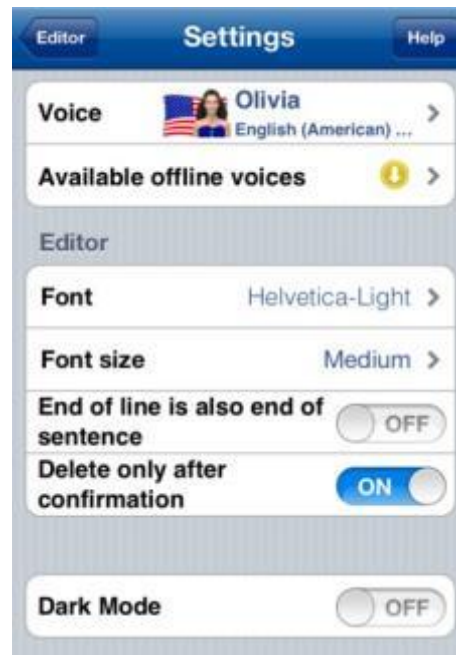 Editor Settings Help
Voice Olivia
English (American) ...
Available offline voices
Editor
Font Helvetica-Light
Font size Medium
End of line is also end of
sentence OFF
Delete only after
confirmation ON
Dark Mode OFF